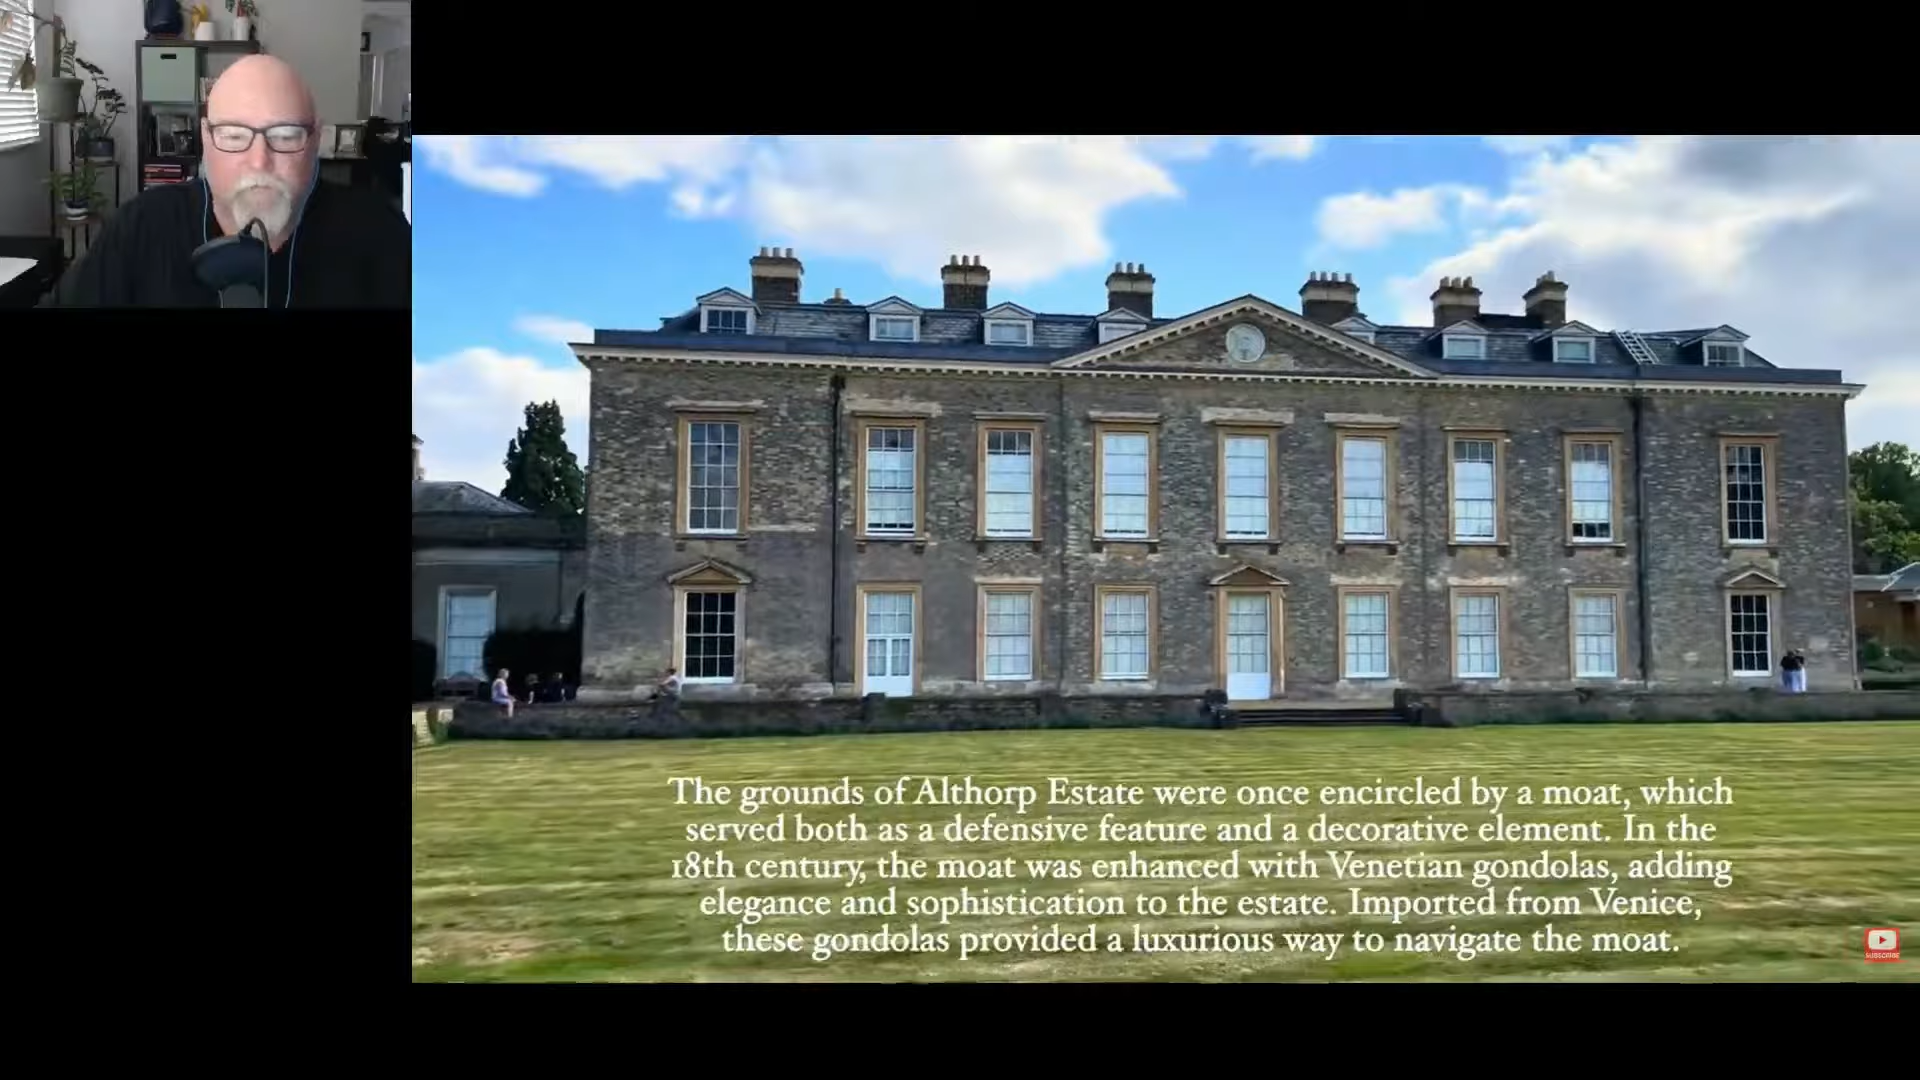 The grounds of Althorp Estate were once encircled by a moat, which
served both as a defensive feature and a decorative element. In the
18th century, the moat was enhanced with Venetian gondolas, adding
elegance and sophistication to the estate. Imported from Venice,
these gondolas provided a luxurious way to navigate the moat.
SUBSCRIBE